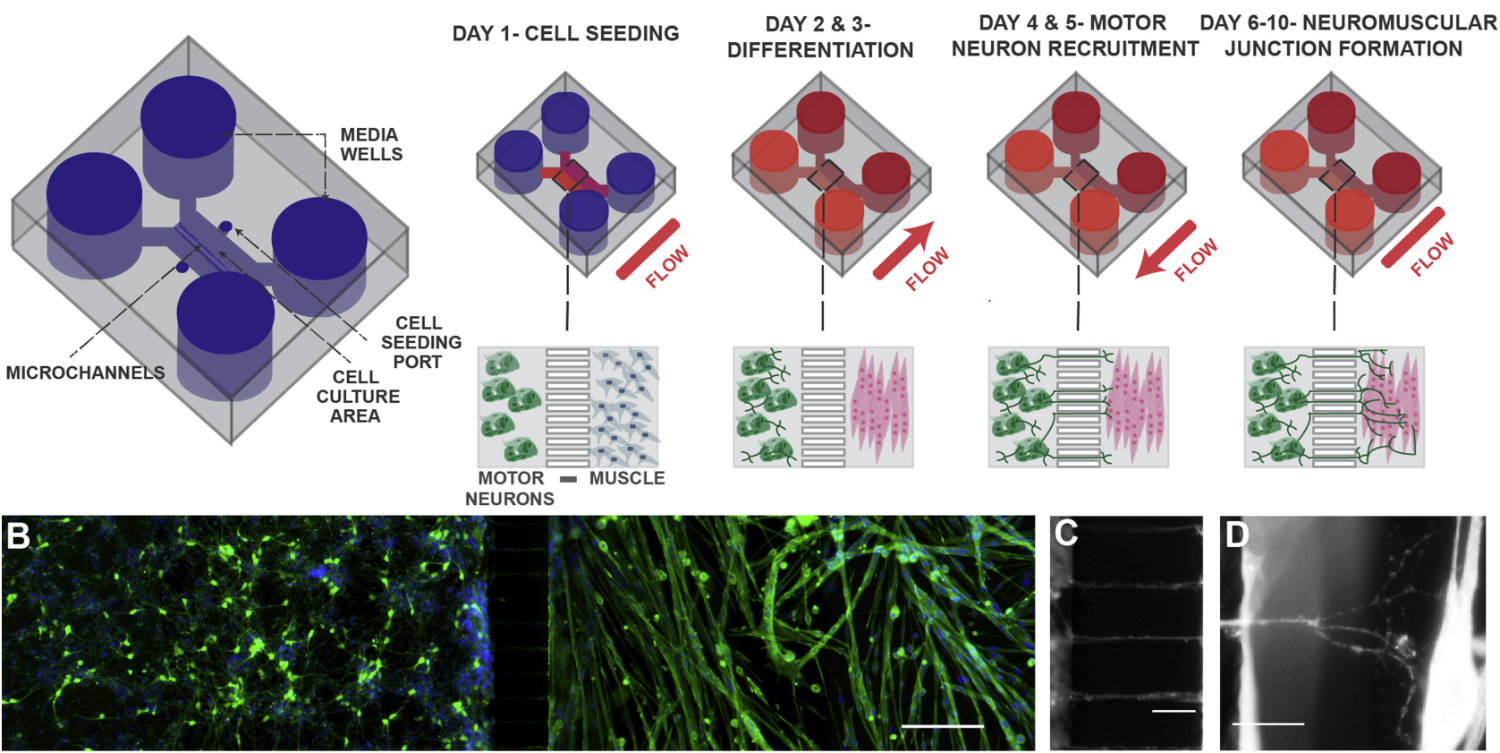 DAY 1- CELL SEEDING
DAY 2 & 3-
DIFFERENTIATION
DAY 4 & 5- MOTOR
NEURON RECRUITMENT
DAY 6-10- NEUROMUSCULAR
JUNCTION FORMATION
MEDIA
WELLS
MICROCHANNELS
CELL
SEEDING
PORT
CELL
CULTURE
AREA
FLOW
FLOW
FLOW
FLOW
MOTOR
NEURONS
MUSCLE
B
C
D